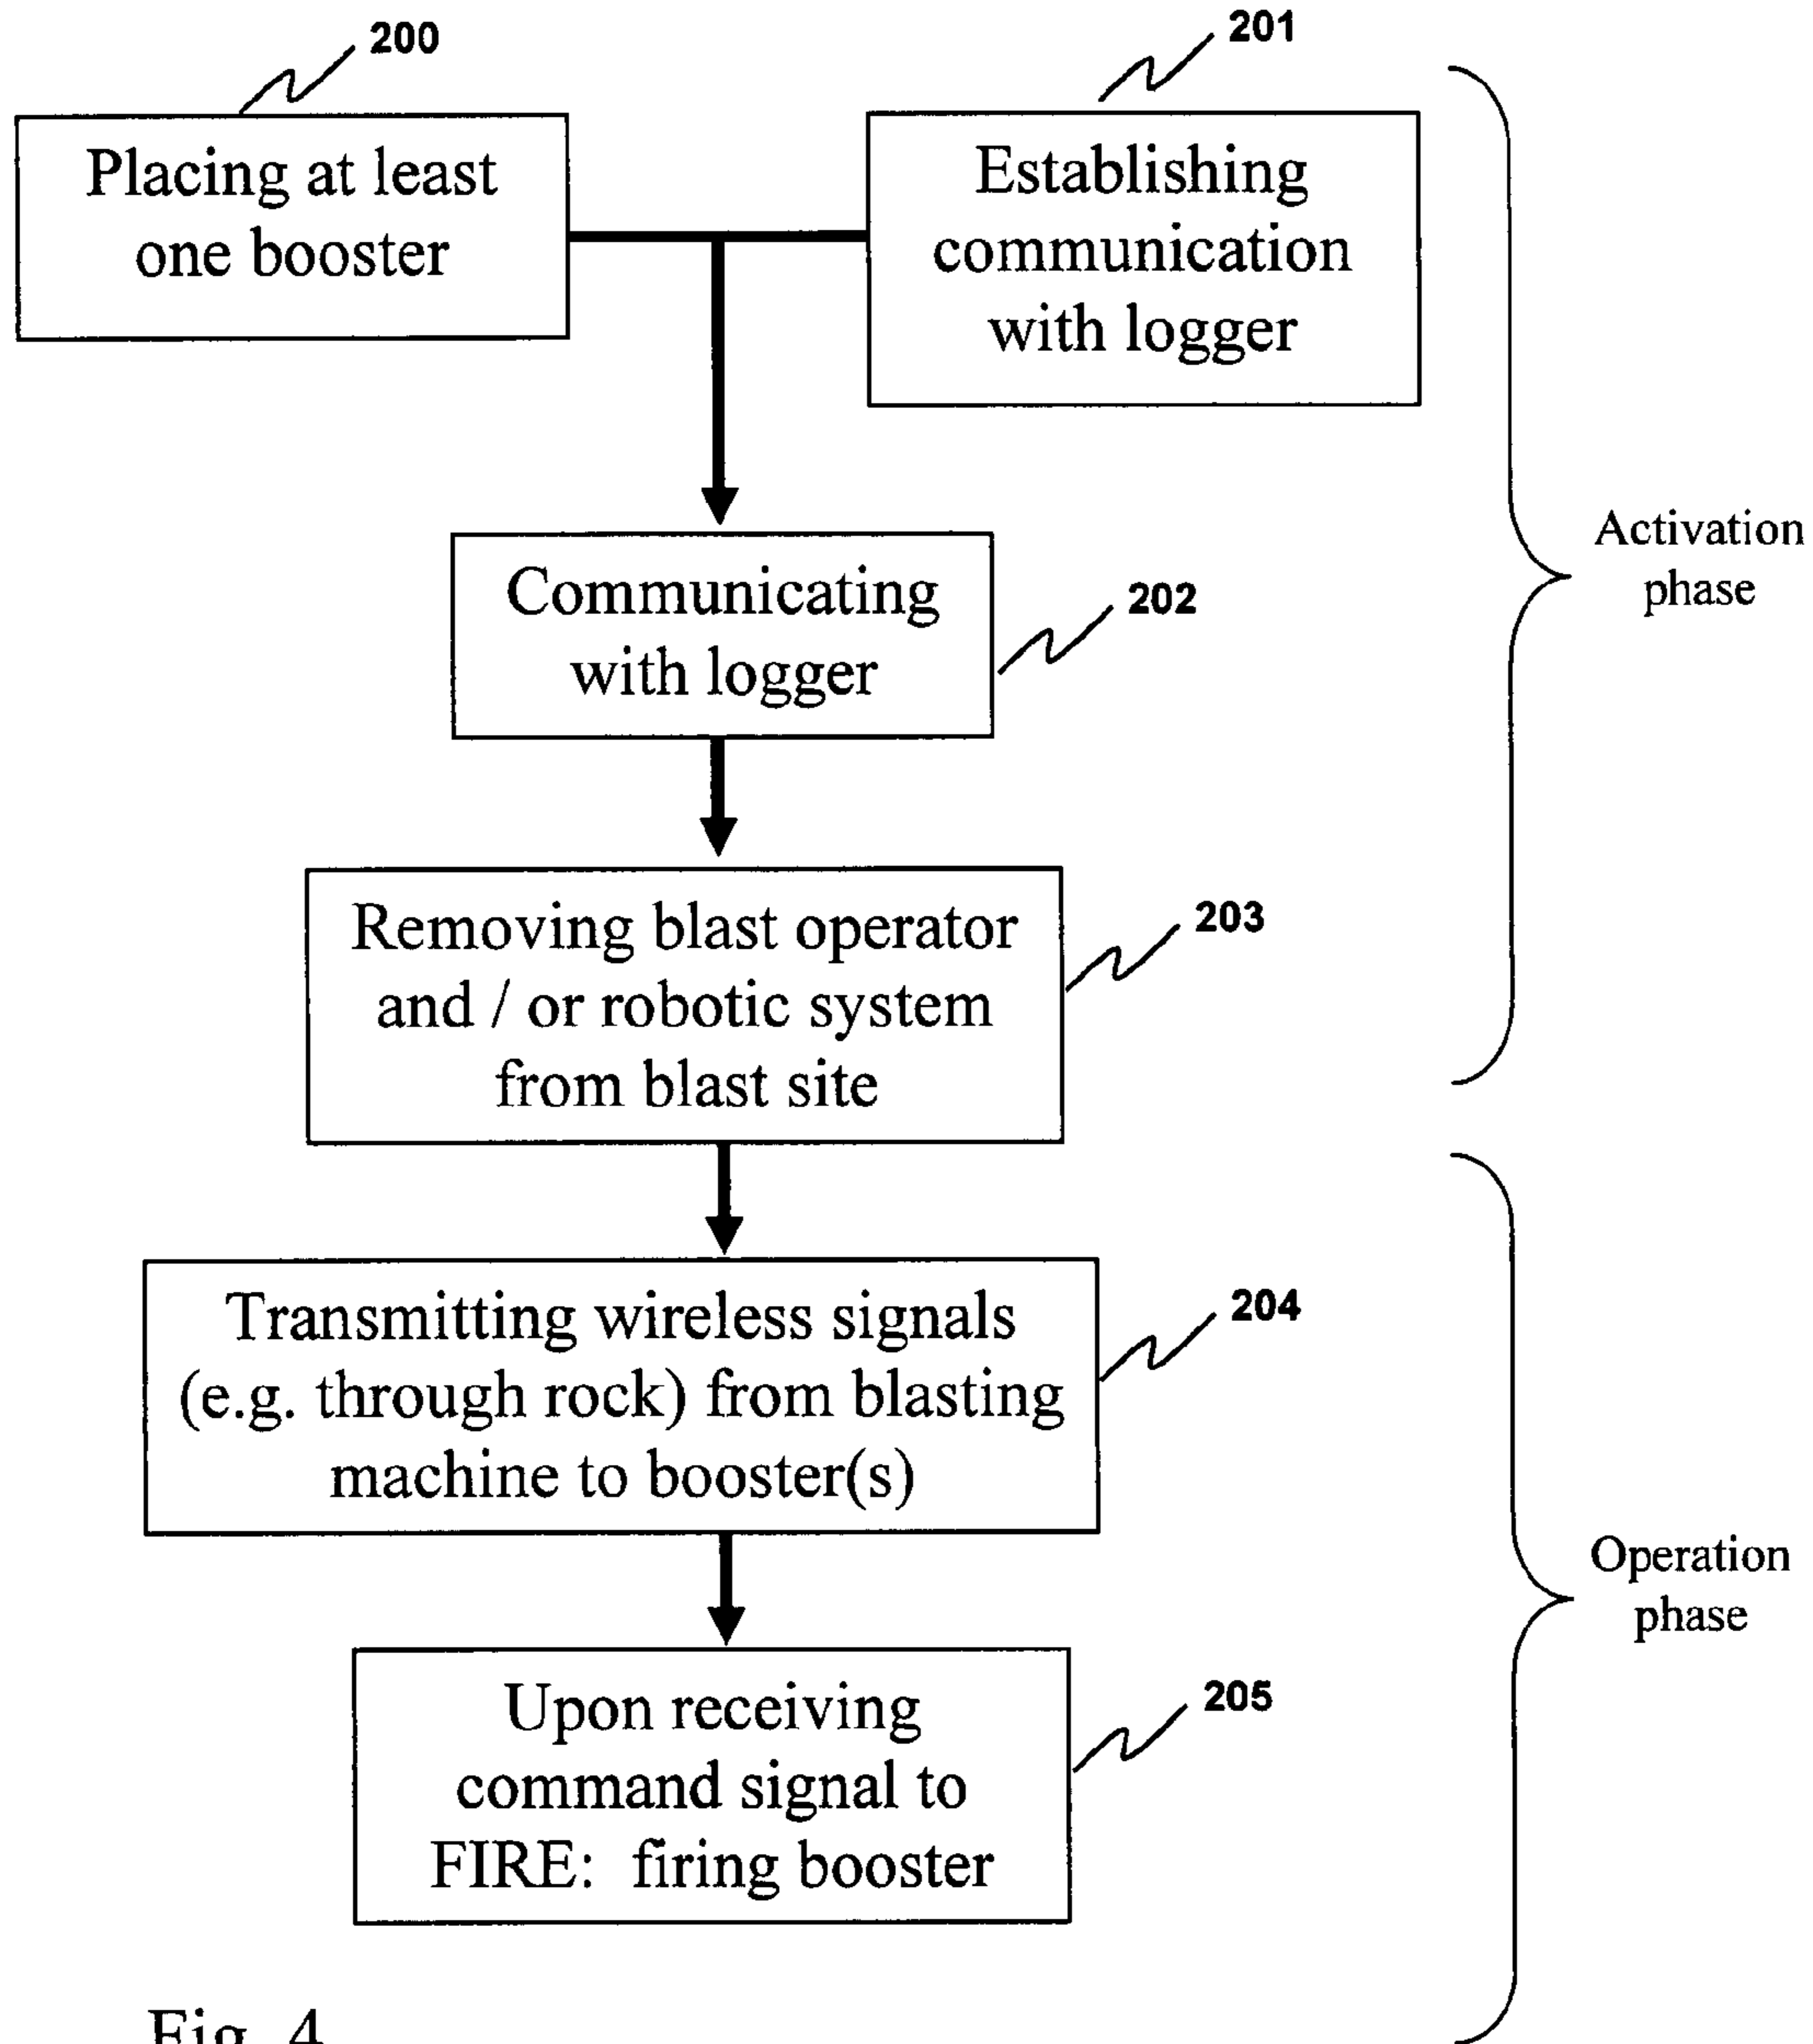 200
Placing at least
one booster
201
Establishing
communication
with logger
Communicating
with logger
202
Activation
phase
Removing blast operator
and / or robotic system
from blast site
203
Transmitting wireless signals
(e.g. through rock) from blasting
machine to booster(s)
204
Operation
phase
Upon receiving
command signal to
FIRE: firing booster
205
Fig. 4